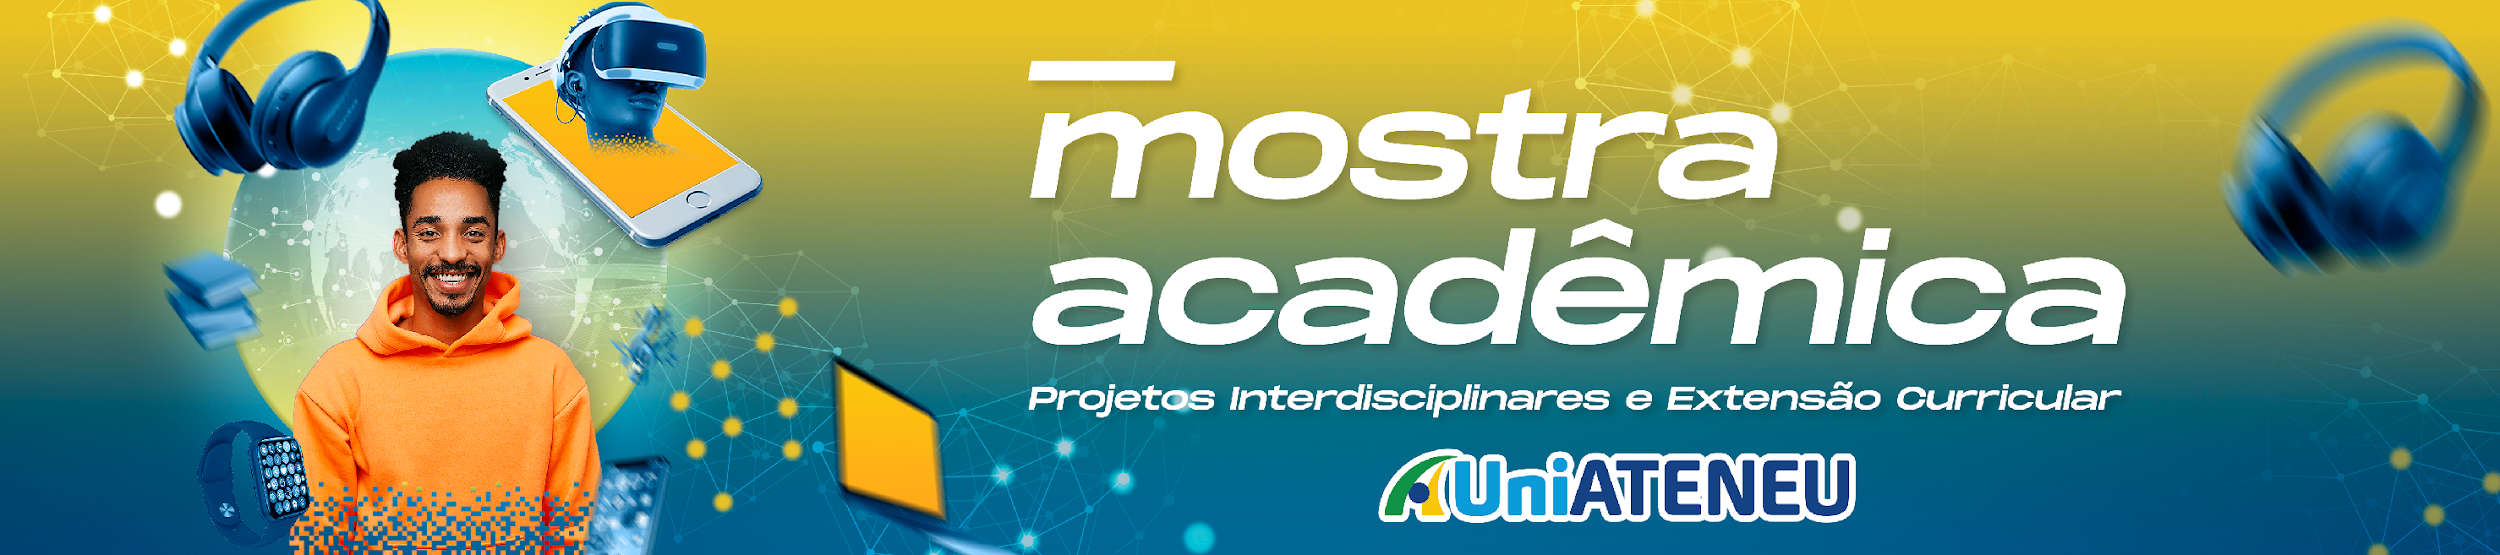 mostra
acadêmica
Projetos Interdisciplinares e Extensão Curricular
UniATENEU